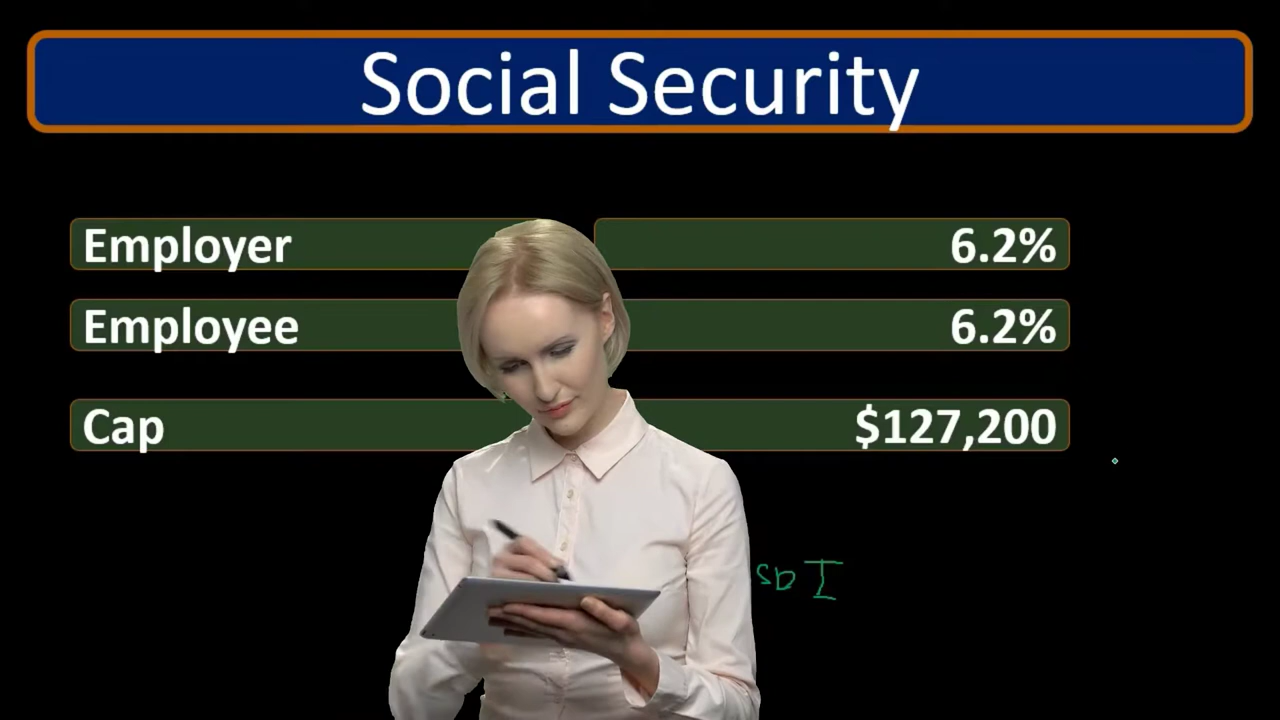 Social Security
Employer 6.2%
Employee 6.2%
Cap $127,200